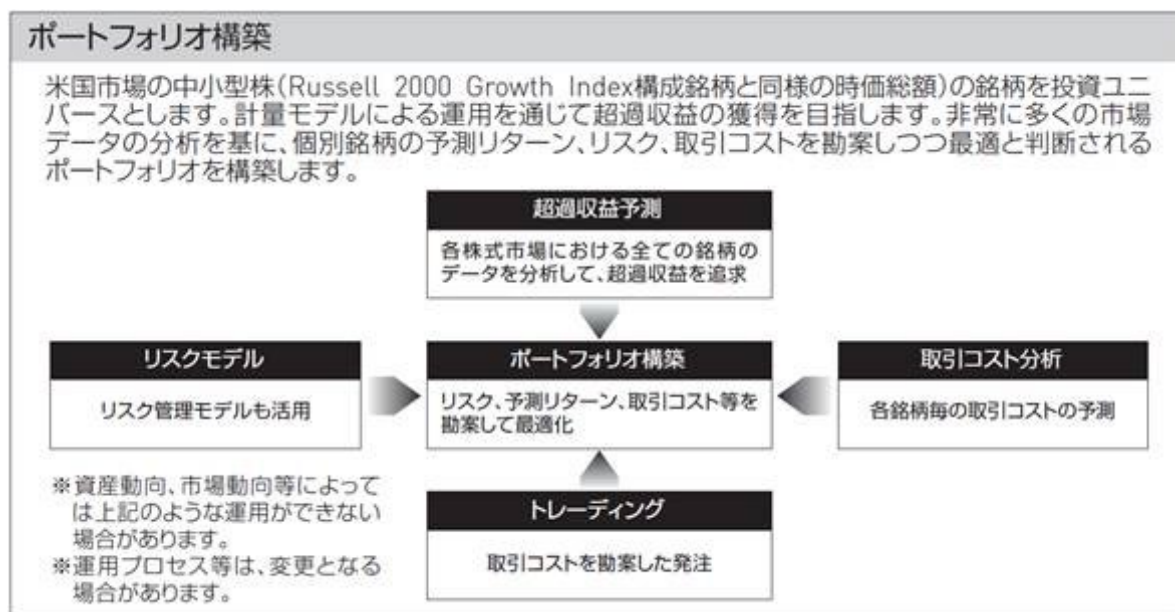 ポートフォリオ構築
米国市場の中小型株(Russell 2000 Growth Index構成銘柄と同様の時価総額)の銘柄を投資ユニ
バースとします。計量モデルによる運用を通じて超過収益の獲得を目指します。非常に多くの市場
データの分析を基に、個別銘柄の予測リターン、リスク、取引コストを勘案しつつ最適と判断される
ポートフォリオを構築します。
超過収益予測
各株式市場における全ての銘柄の
データを分析して、超過収益を追求
リスクモデル
リスク管理モデルも活用
ポートフォリオ構築
リスク、予測リターン、取引コスト等を
勘案して最適化
取引コスト分析
各銘柄毎の取引コストの予測
トレーディング
取引コストを勘案した発注
※資産動向、市場動向等によって
は上記のような運用ができない
場合があります。
※運用プロセス等は、変更となる
場合があります。